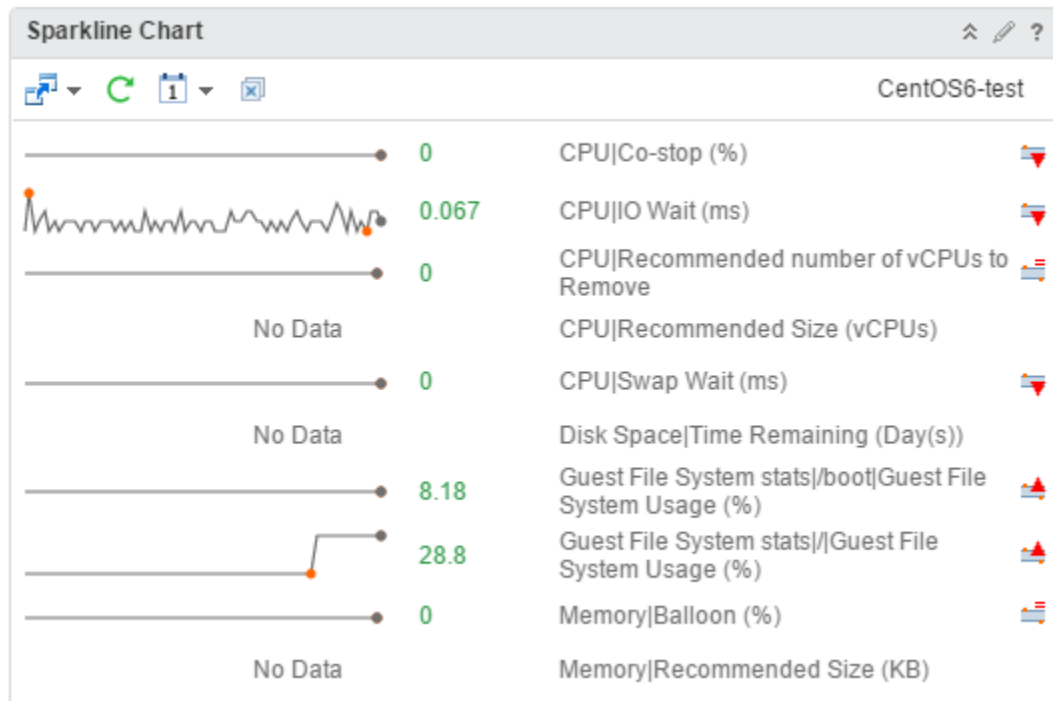 Sparkline Chart ?
1 CentOS6-test
0 CPU|Co-stop (%)
0.067 CPU|IO Wait (ms)
0 CPU|Recommended number of vCPUs to
Remove
No Data CPU|Recommended Size (vCPUs)
0 CPU|Swap Wait (ms)
No Data Disk Space|Time Remaining (Day(s))
8.18 Guest File System stats|/boot|Guest File
System Usage (%)
28.8 Guest File System stats|/|Guest File
System Usage (%)
0 Memory|Balloon (%)
No Data Memory|Recommended Size (KB)